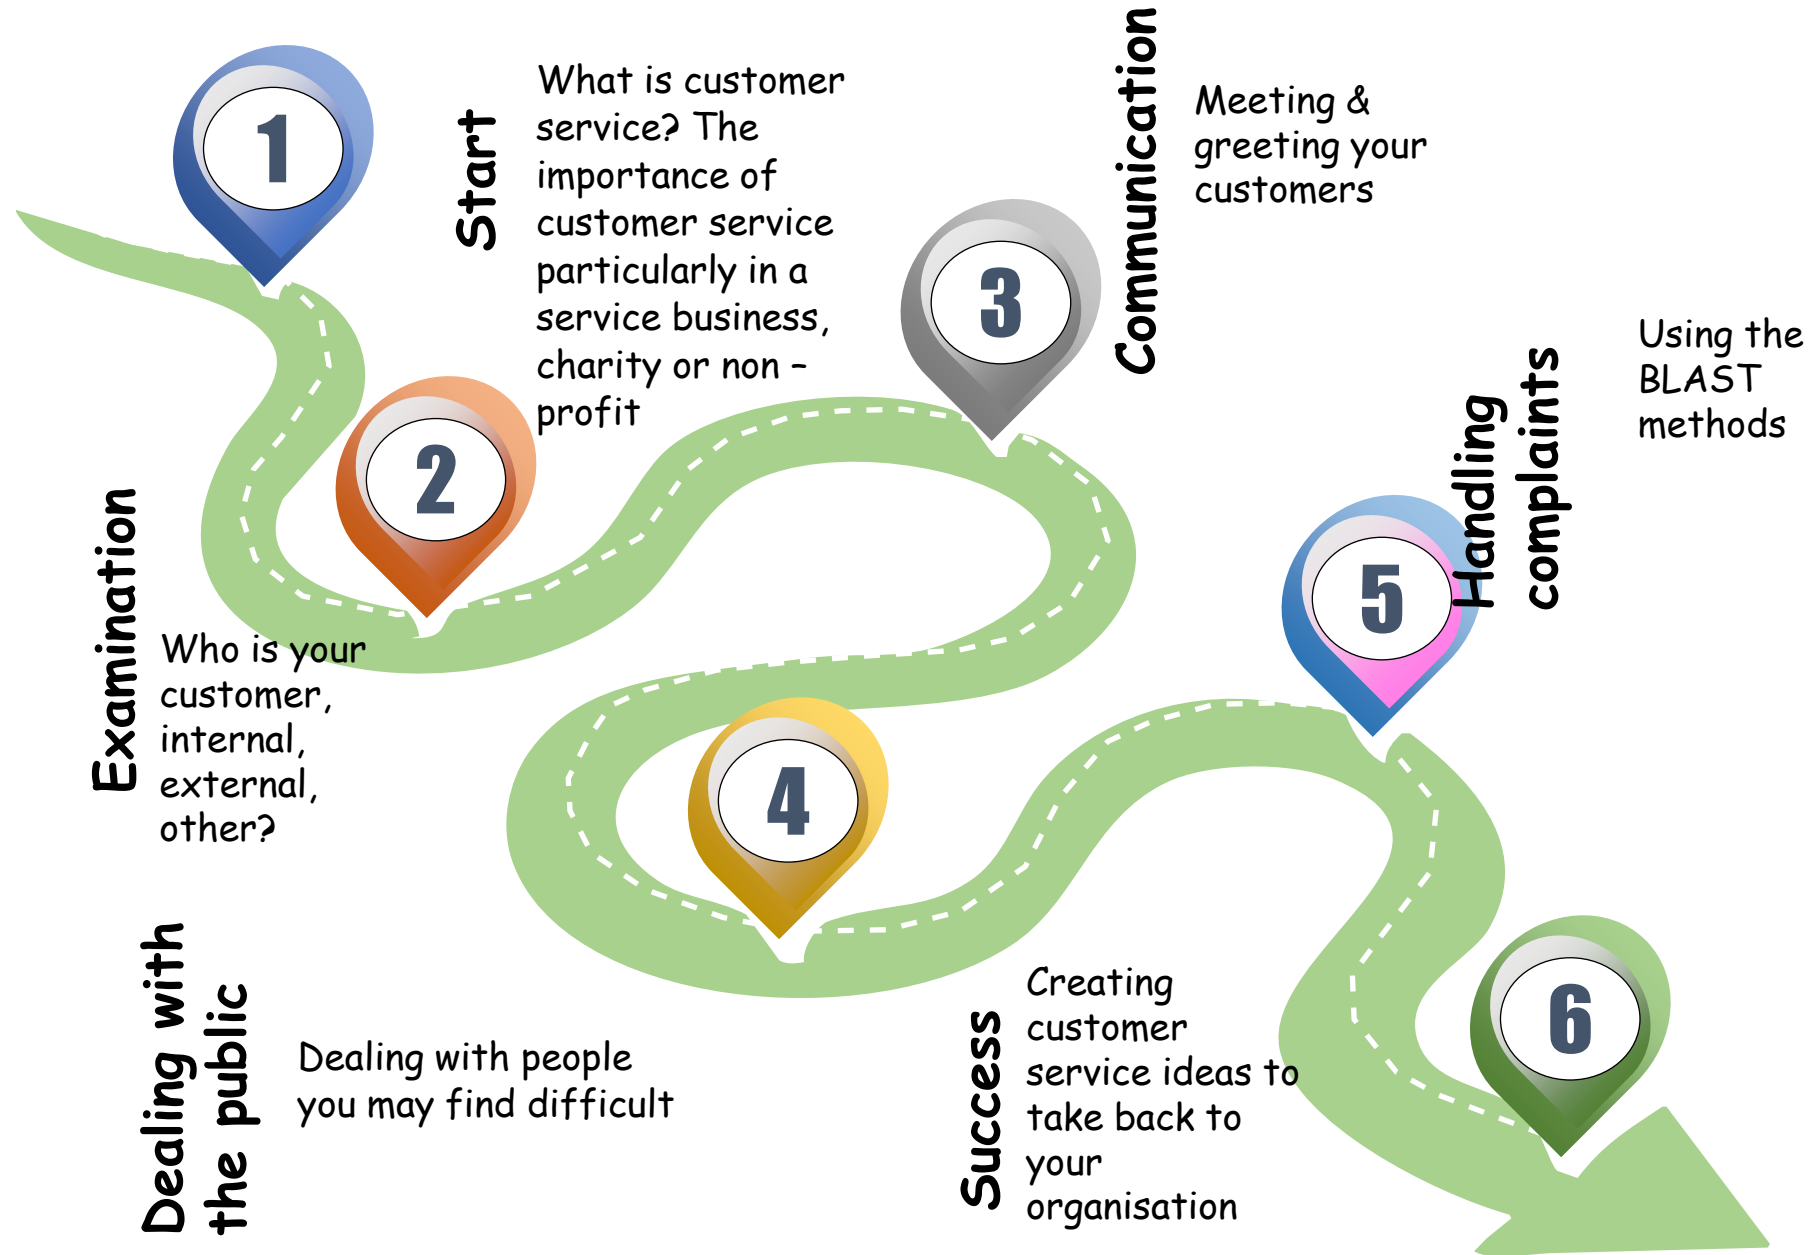 1
Start
What is customer
service? The
importance of
customer service
particularly in a
service business,
charity or non –
profit
2
Examination
Who is your
customer,
internal,
external,
other?
3
Communication
Meeting &
greeting your
customers
4
Dealing with
the public
Dealing with people
you may find difficult
5
Handling
complaints
Using the
BLAST
methods
6
Success
Creating
customer
service ideas to
take back to
your
organisation